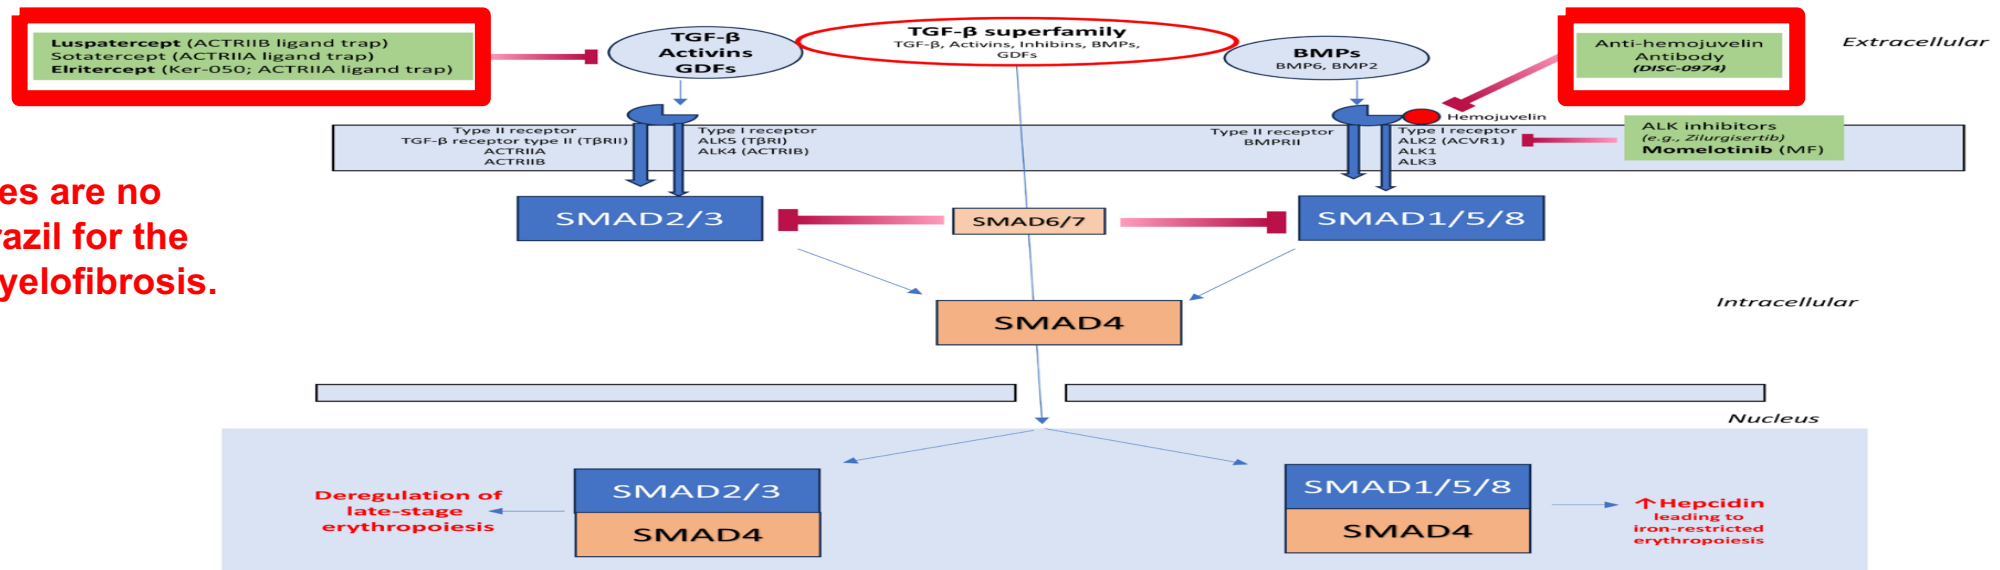 Luspatercept (ACTRIIB ligand trap)
Sotatercept (ACTRIIA ligand trap)
Elritercept (Ker-050; ACTRIIA ligand trap)
TGF-β
Activins
GDFs
TGF-β superfamily
TGF-β, Activins, Inhibins, BMPs,
GDFs
BMPs
BMP6, BMP2
Anti-hemojuvelin
Antibody
(DISC-0974)
Extracellular
Hemojuvelin
Type II receptor
TGF-β receptor type II (TβRII)
ACTRIIA
ACTRIIB
Type I receptor
ALK5 (TβRI)
ALK4 (ACTRIB)
Type II receptor
BMPRII
Type I receptor
ALK2 (ACVR1)
ALK1
ALK3
ALK inhibitors
(e.g., Zilurgisertib)
Momelotinib (MF)
es are no
razil for the
yelofibrosis.
SMAD2/3
SMAD6/7
SMAD1/5/8
Intracellular
SMAD4
Nucleus
Deregulation of
late-stage
erythropoiesis
SMAD2/3
SMAD4
SMAD1/5/8
SMAD4
↑Hepcidin
leading to
iron-restricted
erythropoiesis